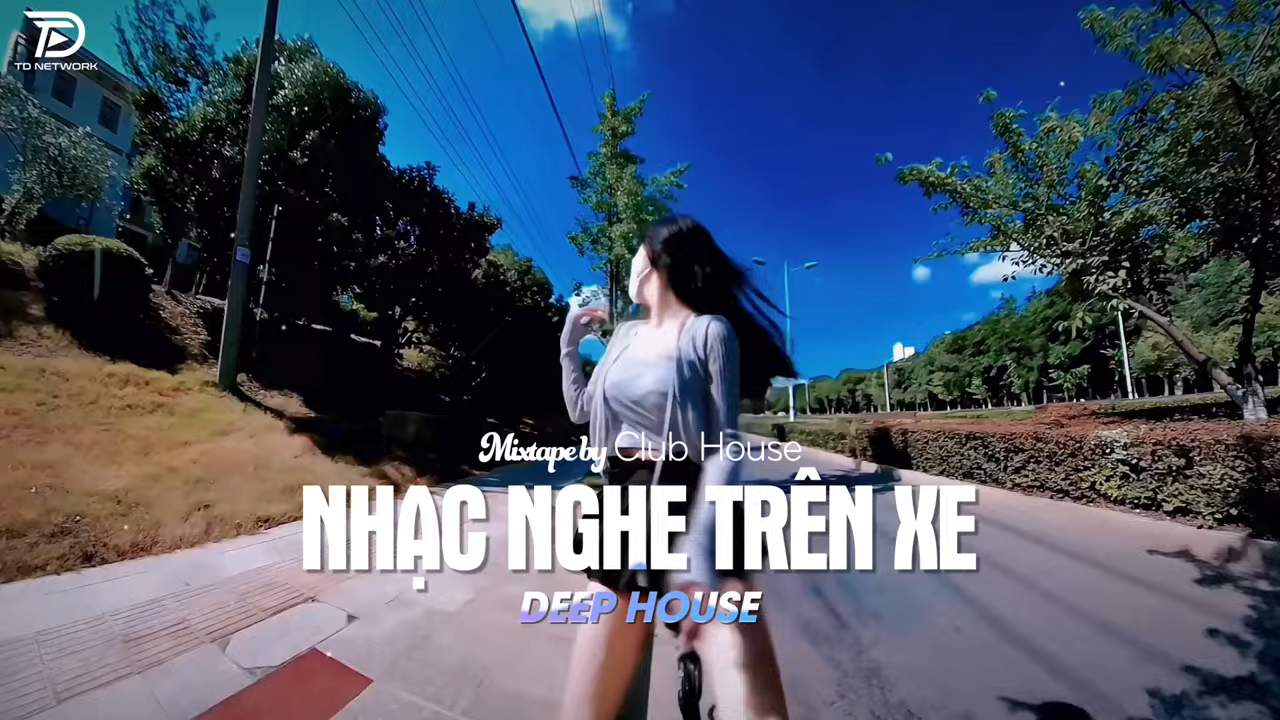 TD NETWORK
Mixtape by Club House
NHẠC NGHE TRÊN XE
DEEP HOUSE